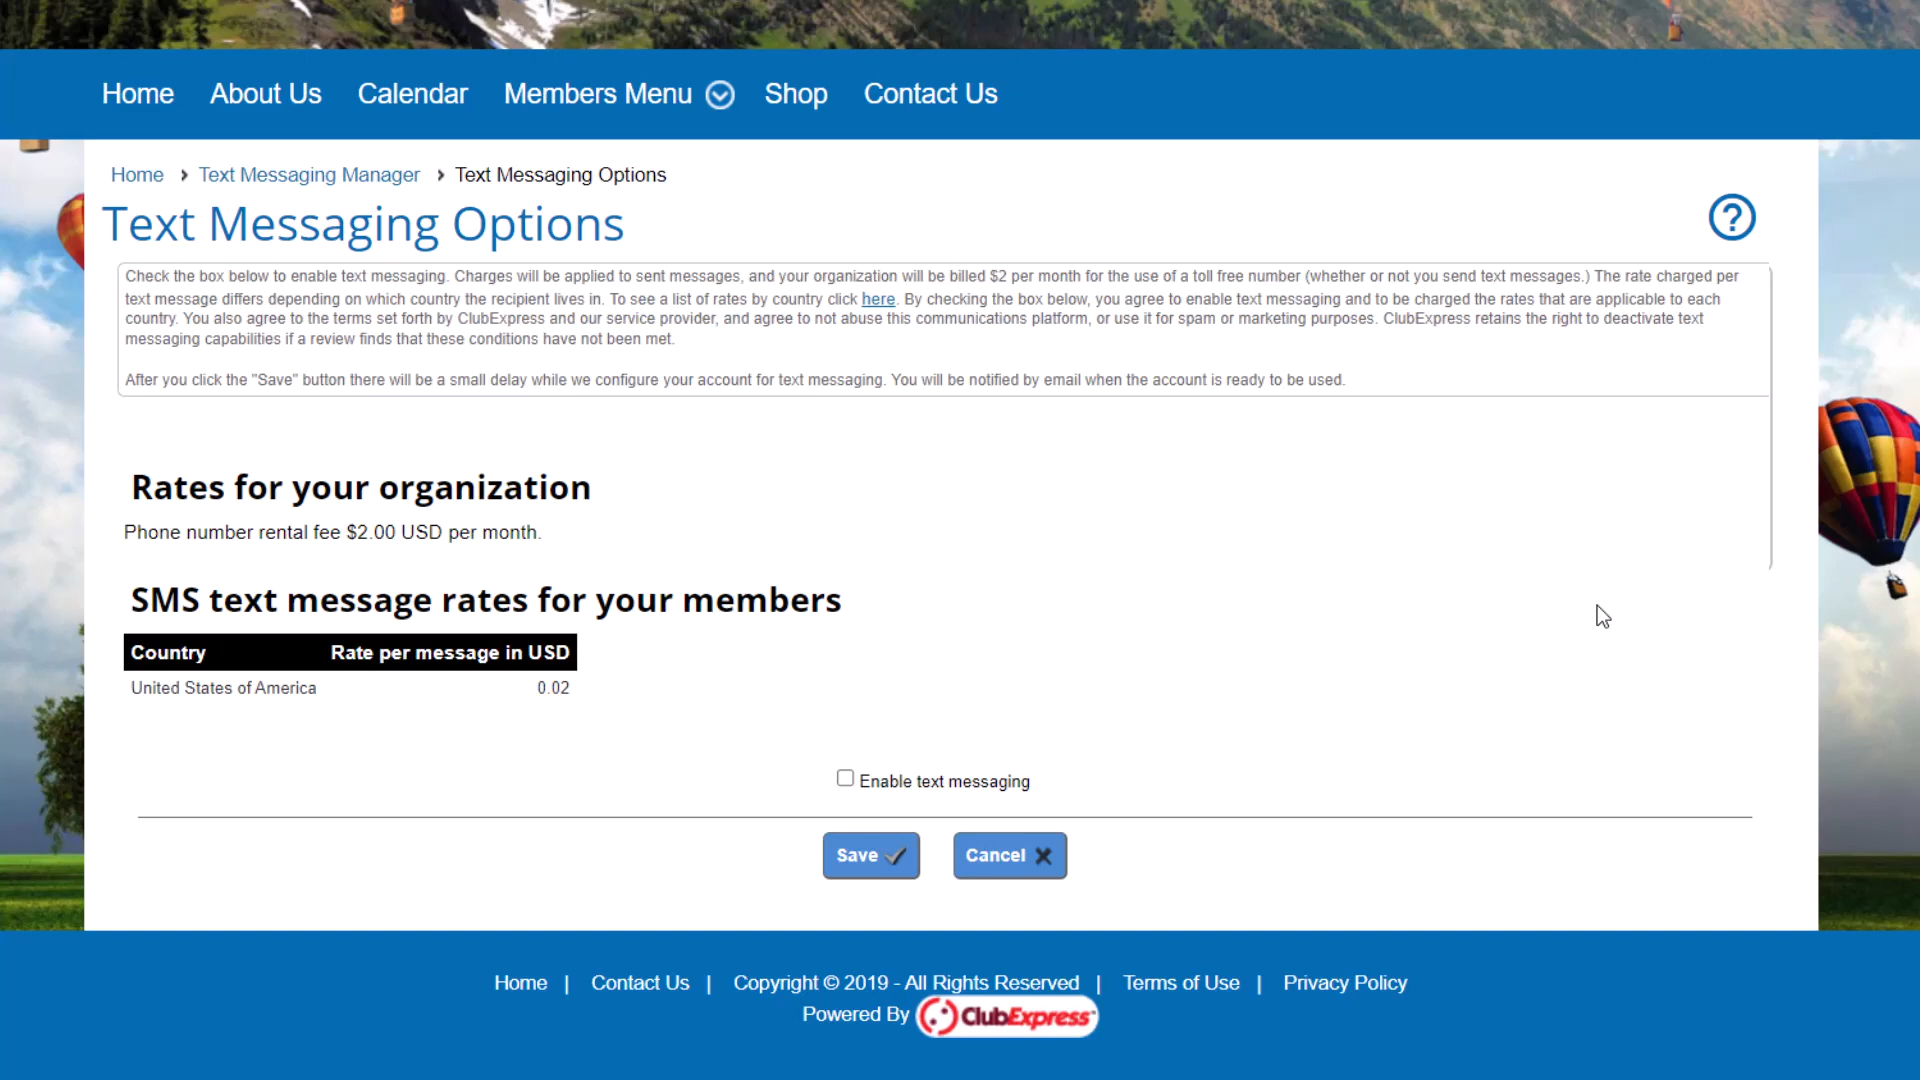 Home About Us Calendar Members Menu Shop Contact Us
Home › Text Messaging Manager › Text Messaging Options
Text Messaging Options
Check the box below to enable text messaging. Charges will be applied to sent messages, and your organization will be billed $2 per month for the use of a toll free number (whether or not you send text messages.) The rate charged per
text message differs depending on which country the recipient lives in. To see a list of rates by country click here. By checking the box below, you agree to enable text messaging and to be charged the rates that are applicable to each
country. You also agree to the terms set forth by ClubExpress and our service provider, and agree to not abuse this communications platform, or use it for spam or marketing purposes. ClubExpress retains the right to deactivate text
messaging capabilities if a review finds that these conditions have not been met.
After you click the "Save" button there will be a small delay while we configure your account for text messaging. You will be notified by email when the account is ready to be used.
Rates for your organization
Phone number rental fee $2.00 USD per month.
SMS text message rates for your members
Country Rate per message in USD
United States of America 0.02
Enable text messaging
Save Cancel
Home | Contact Us | Copyright © 2019 - All Rights Reserved | Terms of Use | Privacy Policy
Powered By ClubExpress